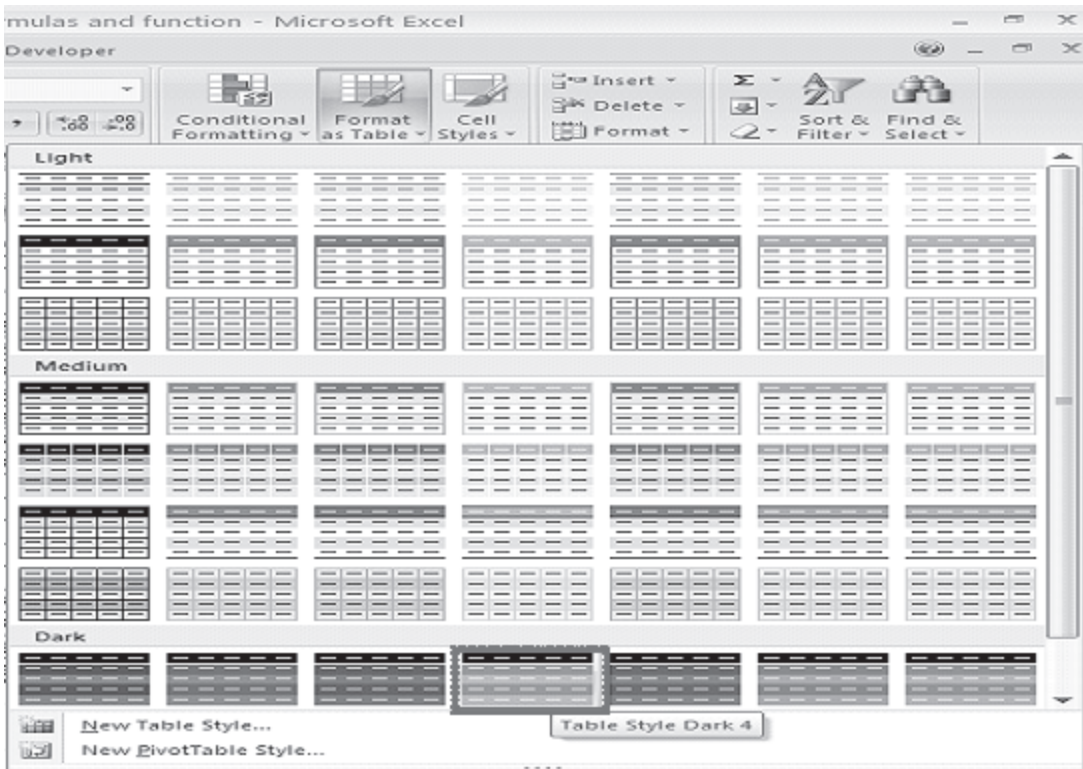 mulas and function - Microsoft Excel
Developer
Conditional Formatting
Format as Table
Cell Styles
Insert
Delete
Format
Σ
Sort & Filter
Find & Select
Light
Medium
Dark
Table Style Dark 4
New Table Style...
New PivotTable Style...